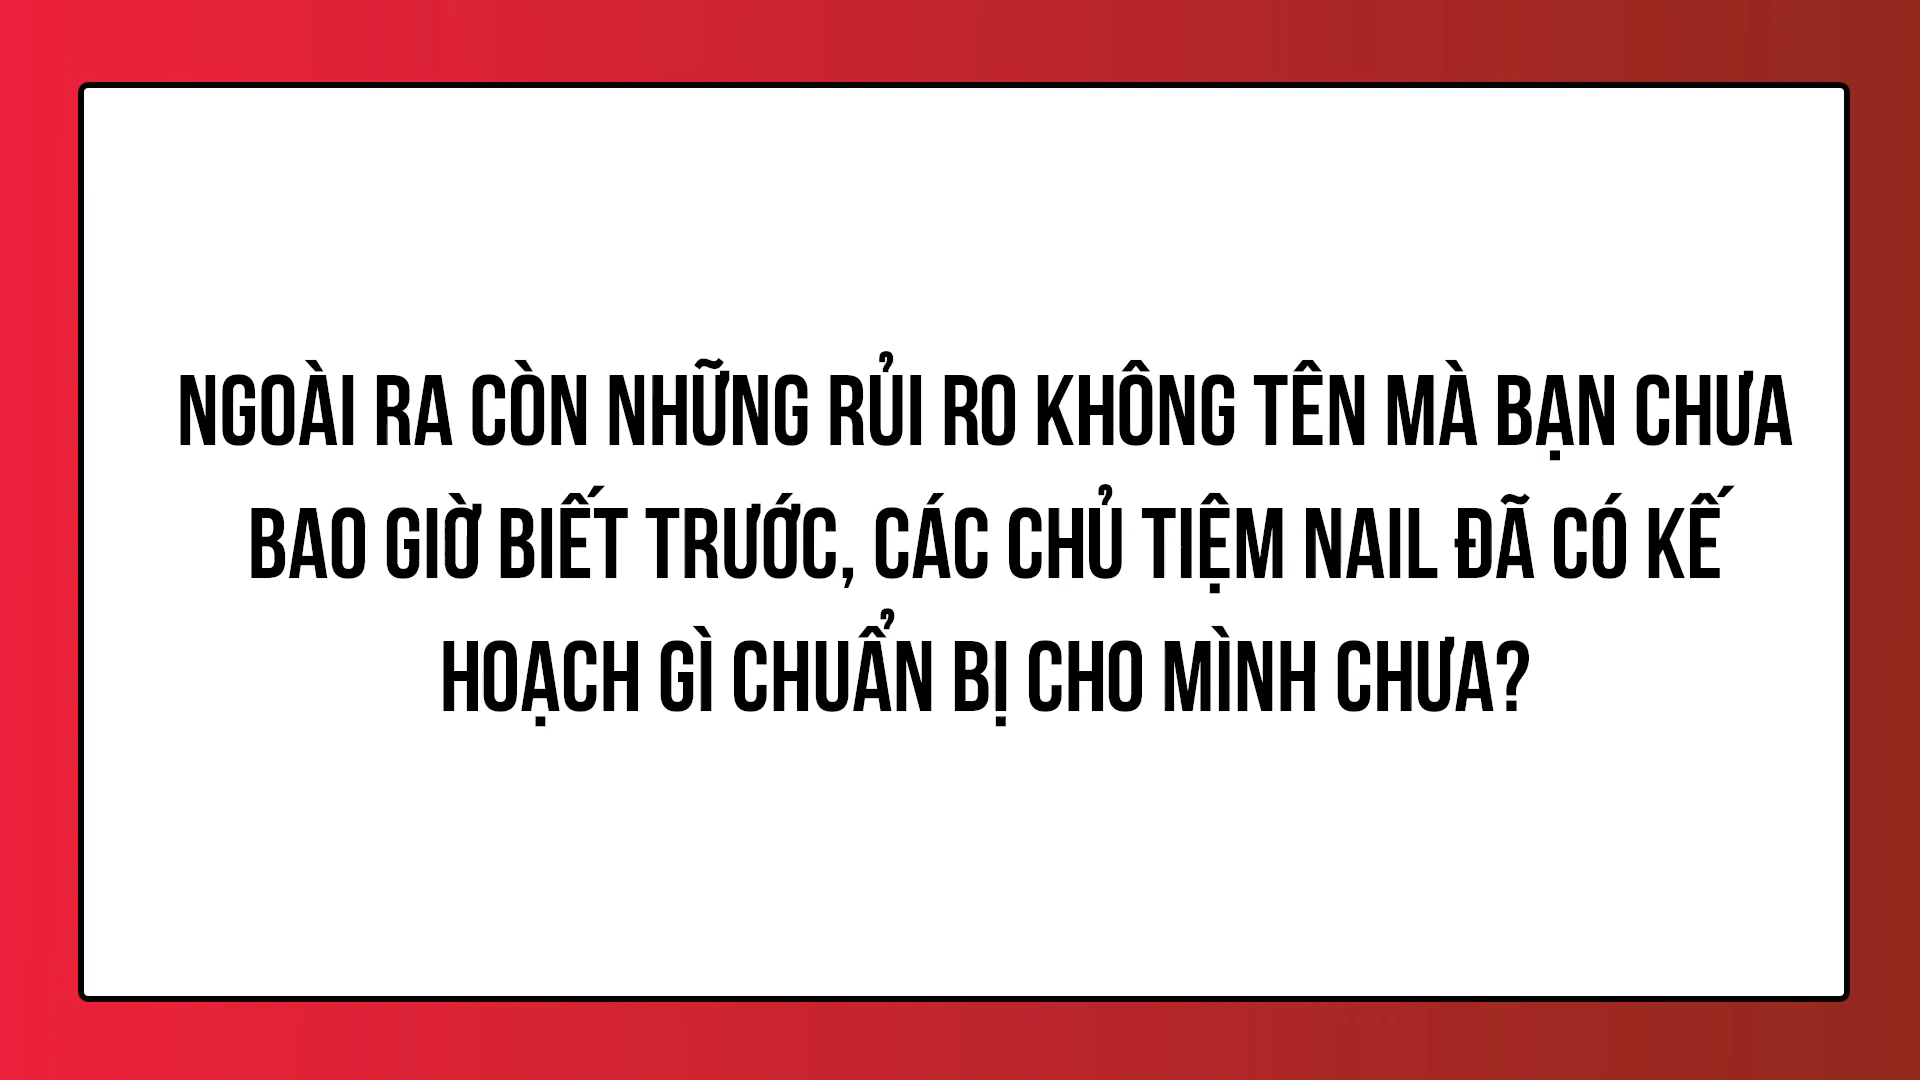 NGOÀI RA CÒN NHỮNG RỦI RO KHÔNG TÊN MÀ BẠN CHƯA
BAO GIỜ BIẾT TRƯỚC, CÁC CHỦ TIỆM NAIL ĐÃ CÓ KẾ
HOẠCH GÌ CHUẨN BỊ CHO MÌNH CHƯA?